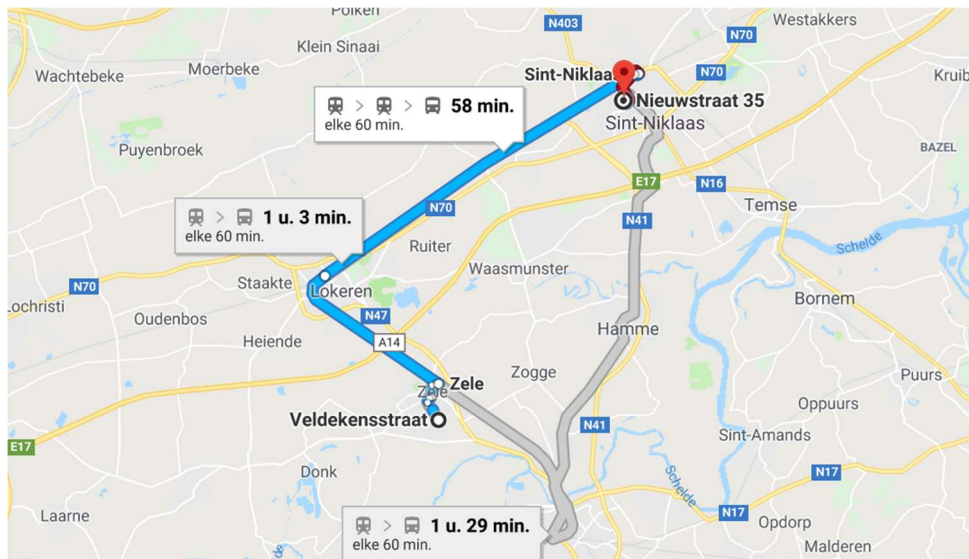 Polken
Westakkers
N403
N70
Klein Sinaai
Moerbeke
Wachtebeke
Sint-Niklaas
N70
Kruib
Nieuwstraat 35
Sint-Niklaas
> > 58 min.
elke 60 min.
Puyenbroek
BAZEL
E17
N16
Temse
N70
N41
> 1 u. 3 min.
elke 60 min.
Ruiter
Schelde
Waasmunster
Staakte
Lokeren
N70
Bornem
Lochristi
Oudenbos
N47
Hamme
Heiende
A14
Zogge
Zele
Zele
Puurs
Oppuurs
Veldekensstraat
N41
Sint-Amands
E17
Donk
N17
Schelde
Laarne
N17
> 1 u. 29 min.
elke 60 min.
Opdorp
Malderen